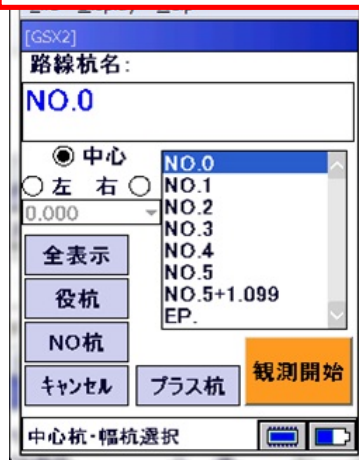 [GSX2]
路線杭名:
NO.0
中心
左 右
0.000
NO.0
NO.1
NO.2
NO.3
NO.4
NO.5
NO.5+1.099
EP.
全表示
役杭
NO杭
キャンセル
プラス杭
観測開始
中心杭・幅杭選択